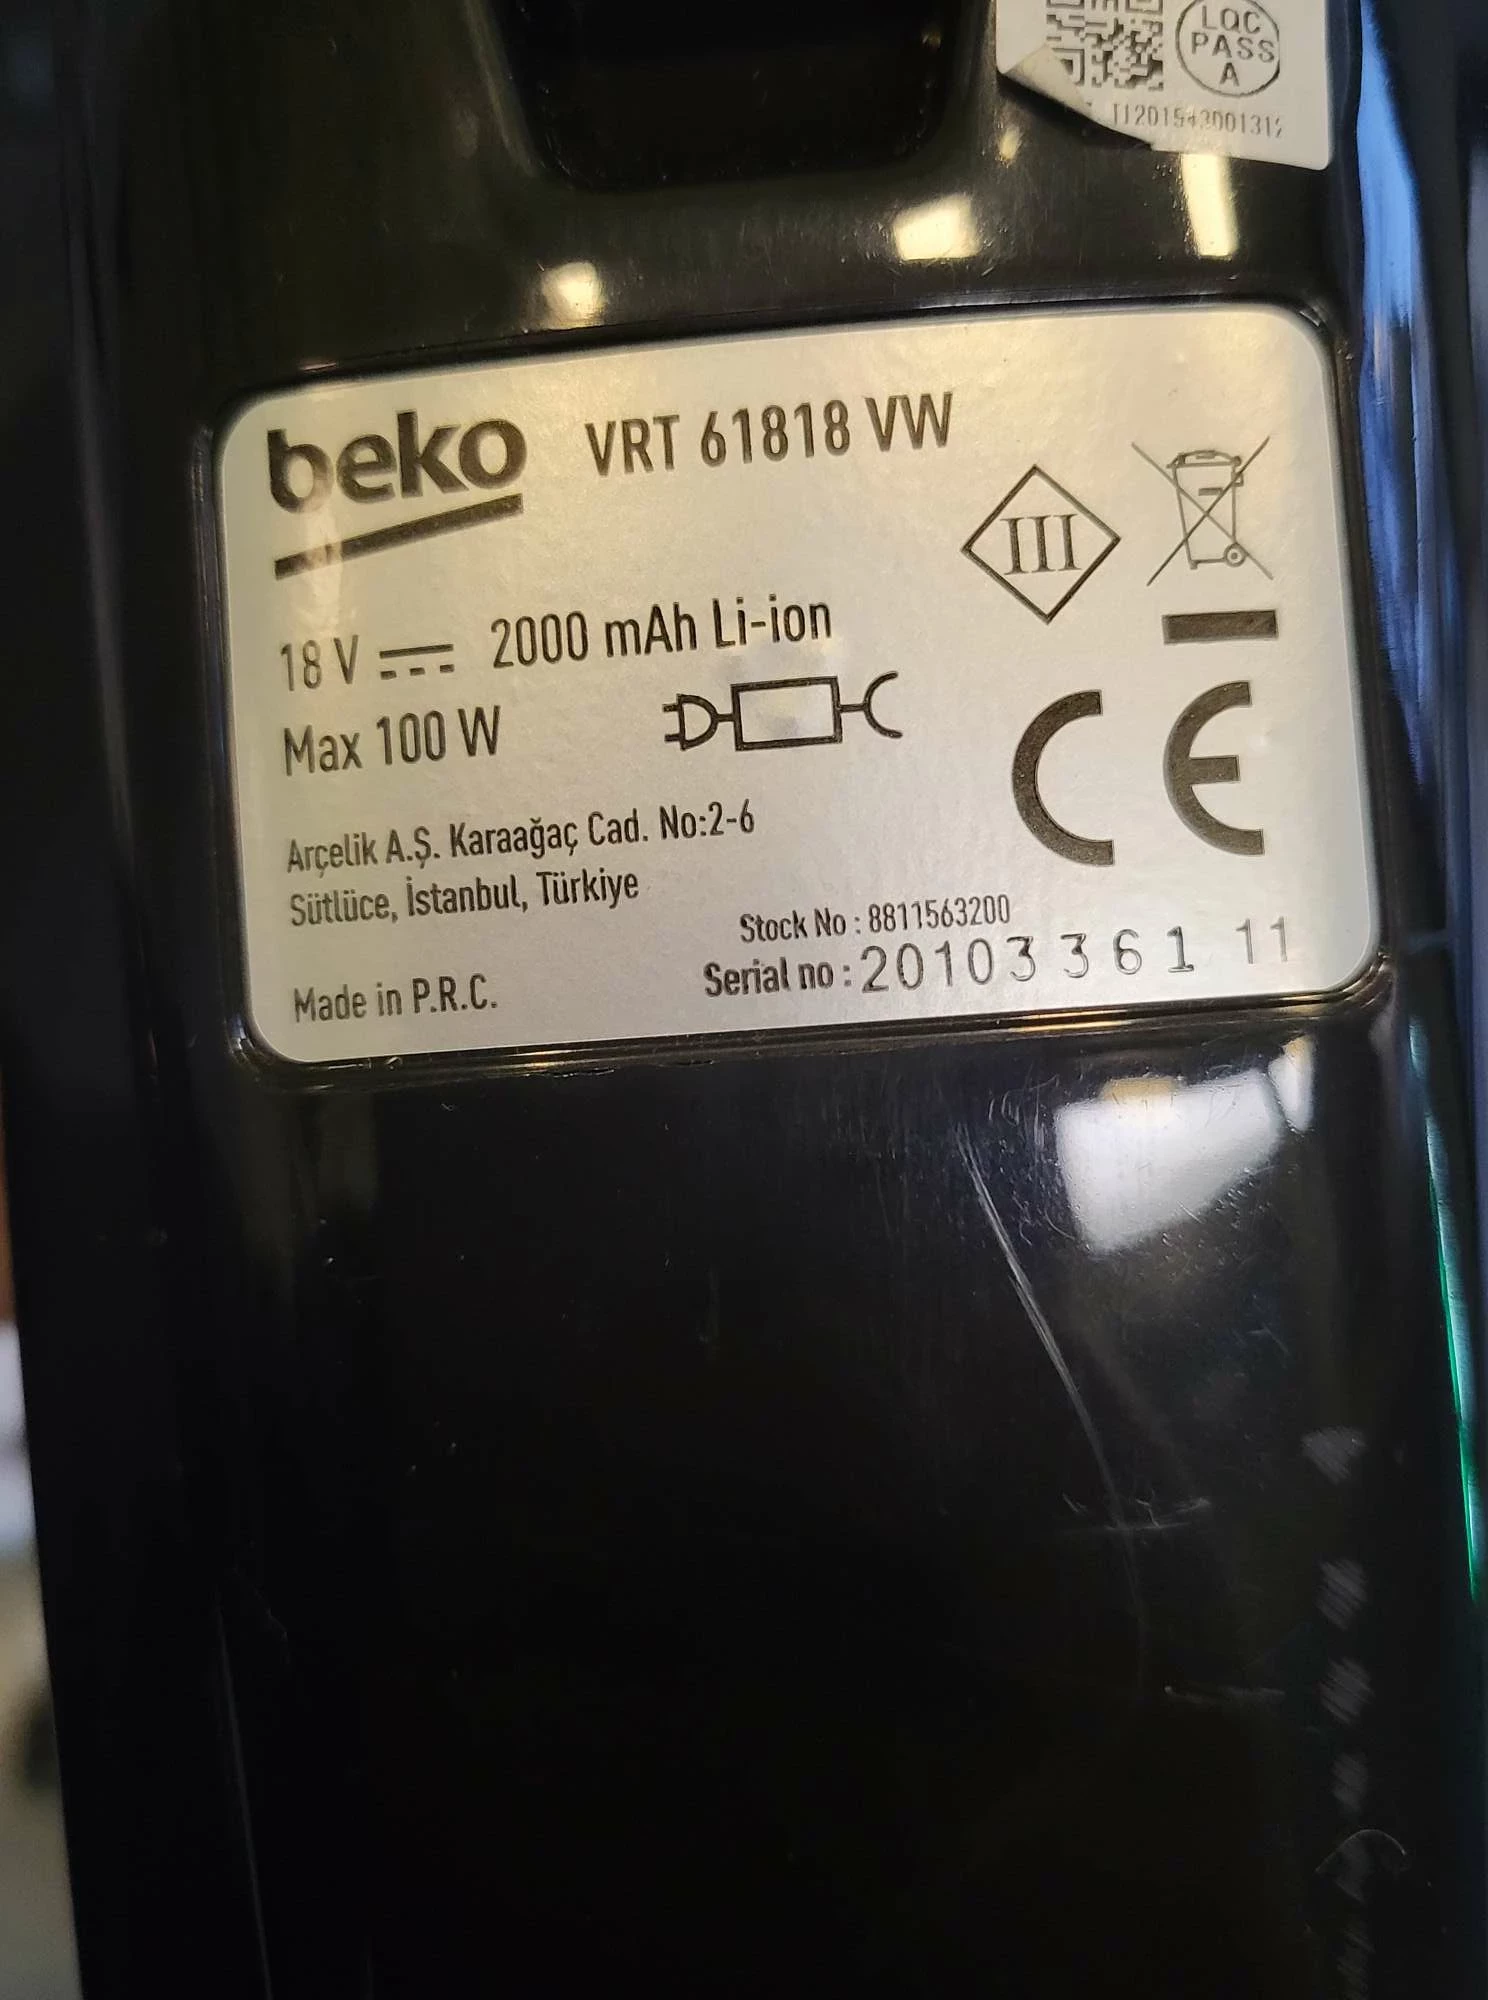 LQC
PASS
A
beko VRT 61818 VW
III
18 V 2000 mAh Li-ion
Max 100 W
CE
Arçelik A.Ş. Karaağaç Cad. No:2-6
Sütlüce, İstanbul, Türkiye
Stock No : 8811563200
Serial no : 20103 3 6 1 11
Made in P.R.C.